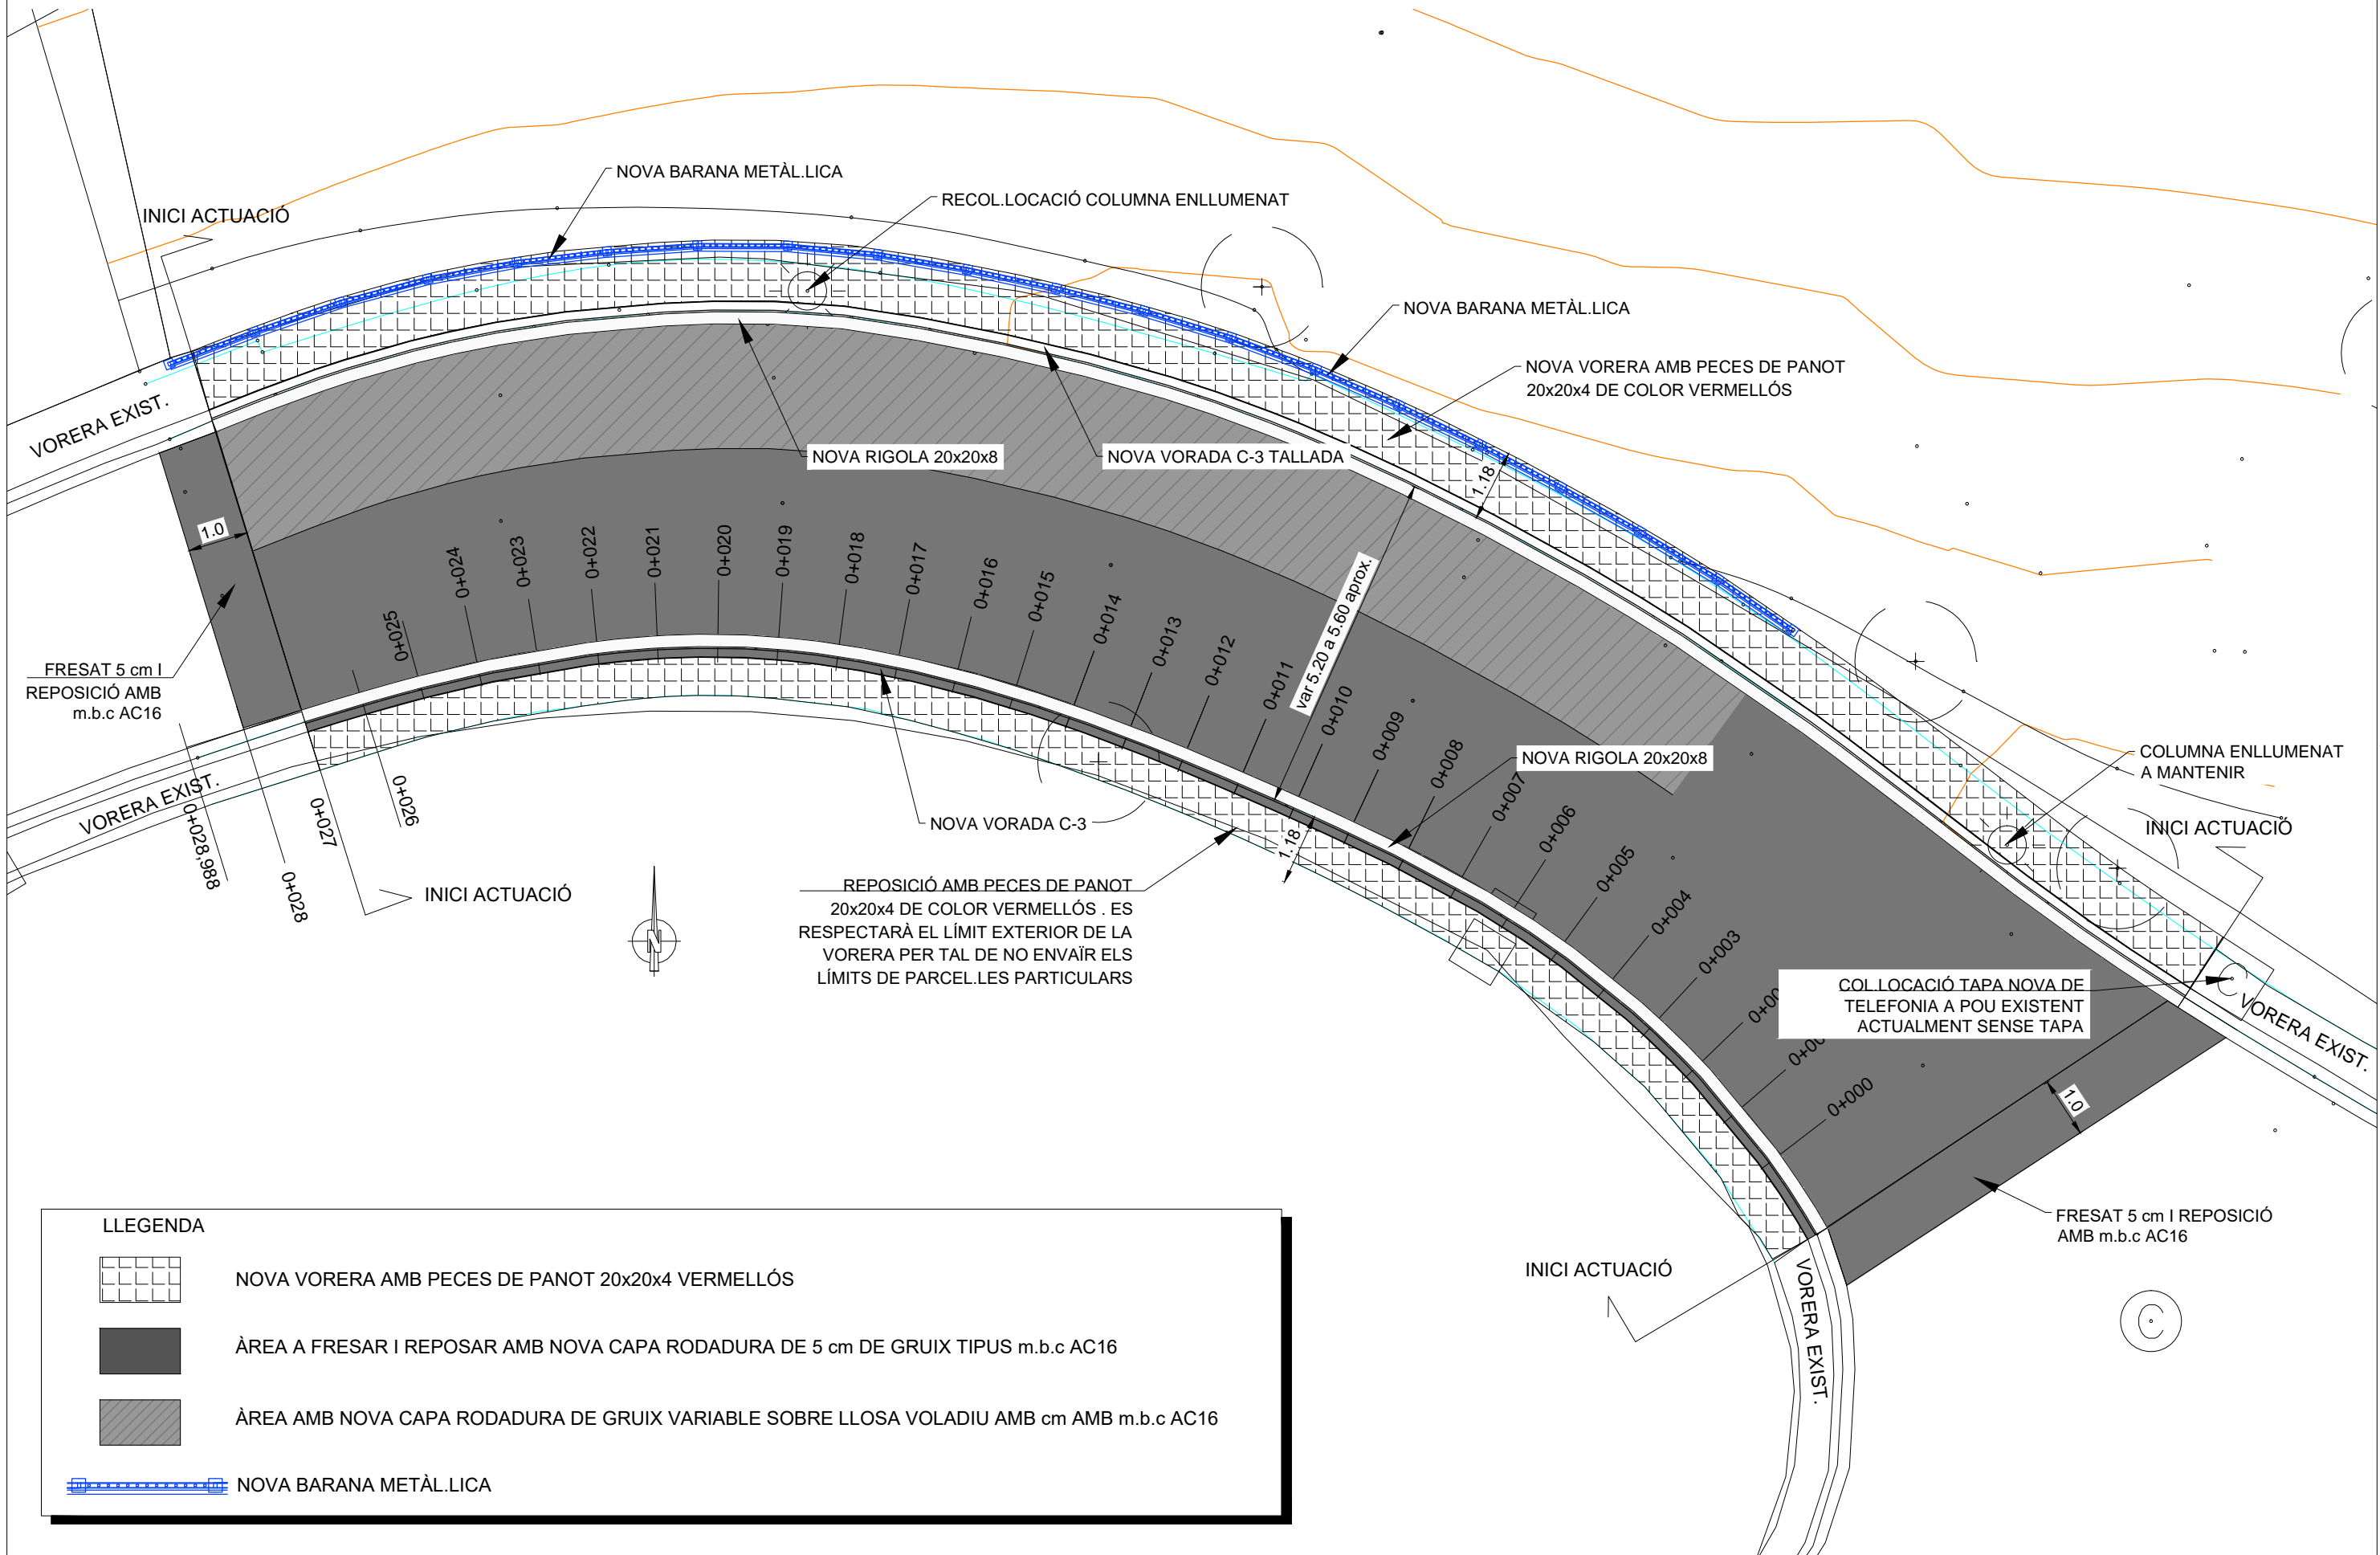 NOVA BARANA METÀL.LICA
RECOL.LOCACIÓ COLUMNA ENLLUMENAT
INICI ACTUACIÓ
NOVA BARANA METÀL.LICA
NOVA VORERA AMB PECES DE PANOT
20x20x4 DE COLOR VERMELLÓS
VORERA EXIST.
NOVA RIGOLA 20x20x8
NOVA VORADA C-3 TALLADA
1.18
1.0
var 5.20 a 5.60 aprox.
0+025
0+024
0+023
0+022
0+021
0+020
0+019
0+018
0+017
0+016
0+015
0+014
0+013
0+012
0+011
0+010
0+009
0+008
0+007
0+006
0+005
0+004
0+003
0+000
FRESAT 5 cm I
REPOSICIÓ AMB
m.b.c AC16
VORERA EXIST.
0+028,988
0+028
0+027
0+026
INICI ACTUACIÓ
NOVA VORADA C-3
1.18
NOVA RIGOLA 20x20x8
COLUMNA ENLLUMENAT
A MANTENIR
INICI ACTUACIÓ
REPOSICIÓ AMB PECES DE PANOT
20x20x4 DE COLOR VERMELLÓS . ES
RESPECTARÀ EL LÍMIT EXTERIOR DE LA
VORERA PER TAL DE NO ENVAÏR ELS
LÍMITS DE PARCEL.LES PARTICULARS
N
COL.LOCACIÓ TAPA NOVA DE
TELEFONIA A POU EXISTENT
ACTUALMENT SENSE TAPA
VORERA EXIST.
1.0
FRESAT 5 cm I REPOSICIÓ
AMB m.b.c AC16
INICI ACTUACIÓ
VORERA EXIST.
LLEGENDA
NOVA VORERA AMB PECES DE PANOT 20x20x4 VERMELLÓS
ÀREA A FRESAR I REPOSAR AMB NOVA CAPA RODADURA DE 5 cm DE GRUIX TIPUS m.b.c AC16
ÀREA AMB NOVA CAPA RODADURA DE GRUIX VARIABLE SOBRE LLOSA VOLADIU AMB cm AMB m.b.c AC16
NOVA BARANA METÀL.LICA